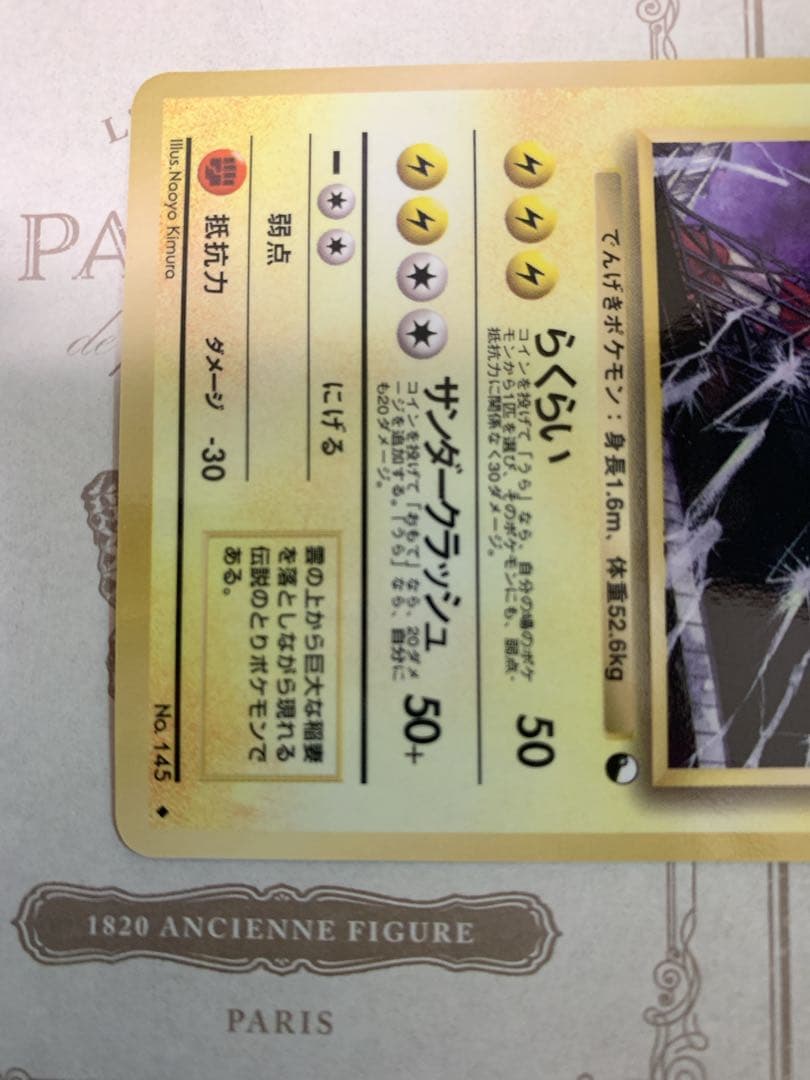 でんげきポケモン：身長1.6m、体重52.6kg
らくらい 50
コインを投げて「うら」なら、自分の場のポケ
モンから1匹を選び、そのポケモンにも、弱点・
抵抗力に関係なく30ダメージ。
サンダークラッシュ 50+
コインを投げて「おもて」なら、20ダメ
ージを追加する。「うら」なら、自分に
も20ダメージ。
ー にげる
弱点
抵抗力 ダメージ -30
雲の上から巨大な稲妻
を落としながら現れる
伝説のとりポケモンで
ある。
Illus.Naoyo Kimura
No.145 ◆
PA
de
1820 ANCIENNE FIGURE
PARIS